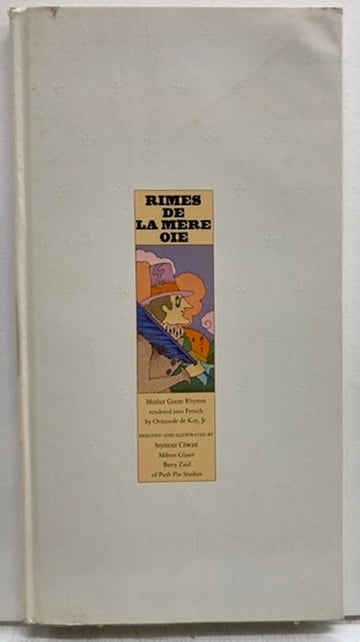 RIMES
DE
LA MERE
OIE
Mother Goose Rhymes
rendered into French
by Ormonde de Kay, Jr.
DESIGNED AND ILLUSTRATED BY
Seymour Chwast
Milton Glaser
Barry Zaid
of Push Pin Studios